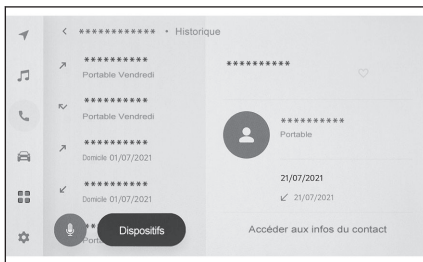 ************ • Historique
**********
Portable Vendredi
**********
Portable Vendredi
**********
Domicile 01/07/2021
**********
Domicile 01/07/2021
**
Dispositifs
**********
**********
Portable
21/07/2021
21/07/2021
Accéder aux infos du contact